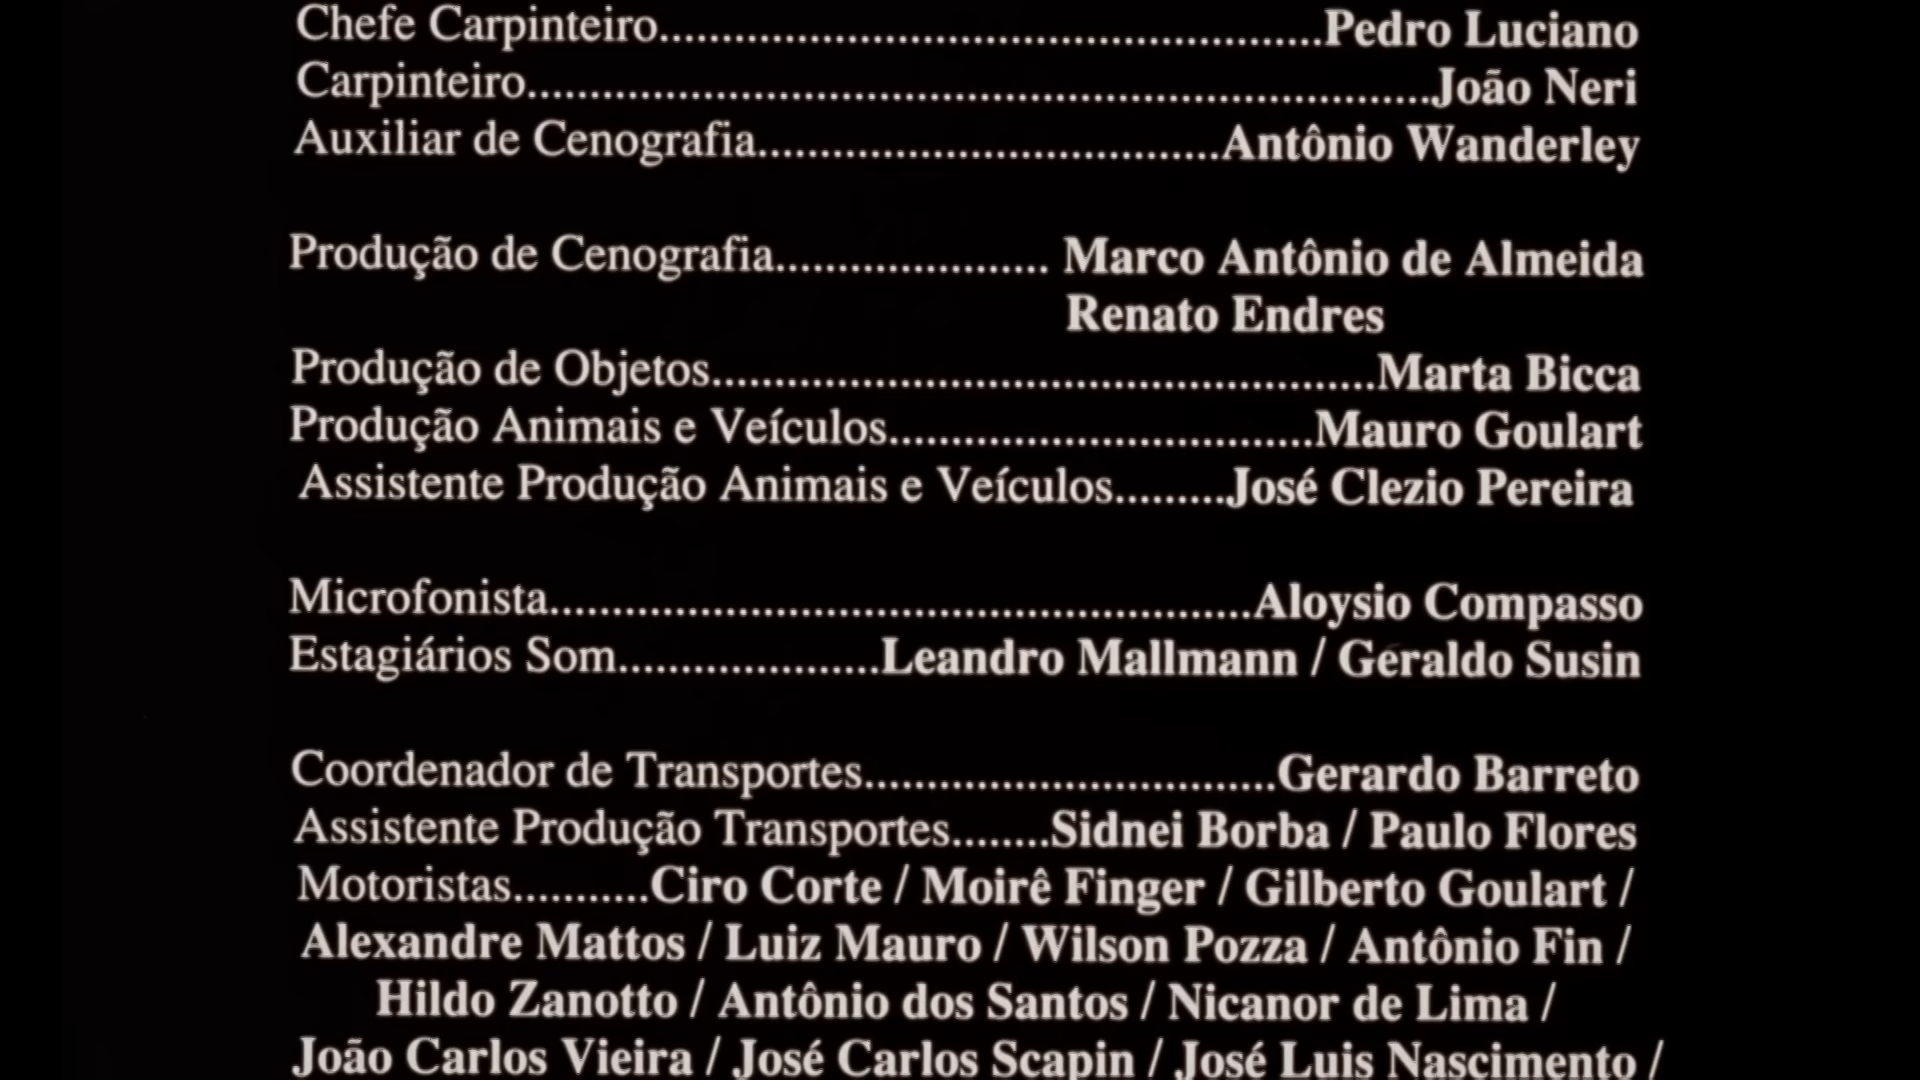 Chefe Carpinteiro.....................................................Pedro Luciano
Carpinteiro.........................................................................João Neri
Auxiliar de Cenografia.....................................Antônio Wanderley
Produção de Cenografia...................... Marco Antônio de Almeida
Renato Endres
Produção de Objetos.....................................................Marta Bicca
Produção Animais e Veículos..................................Mauro Goulart
Assistente Produção Animais e Veículos.........José Clezio Pereira
Microfonista........................................................Aloysio Compasso
Estagiários Som.....................Leandro Mallmann / Geraldo Susin
Coordenador de Transportes.................................Gerardo Barreto
Assistente Produção Transportes........Sidnei Borba / Paulo Flores
Motoristas...........Ciro Corte / Moirê Finger / Gilberto Goulart /
Alexandre Mattos / Luiz Mauro / Wilson Pozza / Antônio Fin /
Hildo Zanotto / Antônio dos Santos / Nicanor de Lima /
João Carlos Vieira / José Carlos Scapin / José Luis Nascimento /